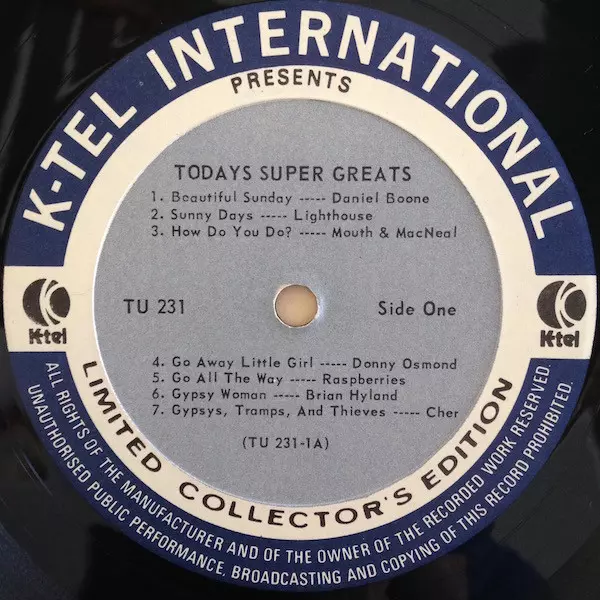 K-TEL INTERNATIONAL
PRESENTS
TODAYS SUPER GREATS
1. Beautiful Sunday ----- Daniel Boone
2. Sunny Days ----- Lighthouse
3. How Do You Do? ----- Mouth & MacNeal
TU 231
Side One
K-tel
K-tel
4. Go Away Little Girl ----- Donny Osmond
5. Go All The Way ----- Raspberries
6. Gypsy Woman ----- Brian Hyland
7. Gypsys, Tramps, And Thieves ----- Cher
(TU 231-1A)
LIMITED COLLECTOR'S EDITION
ALL RIGHTS OF THE MANUFACTURER AND OF THE OWNER OF THE RECORDED WORK RESERVED.
UNAUTHORISED PUBLIC PERFORMANCE, BROADCASTING AND COPYING OF THIS RECORD PROHIBITED.